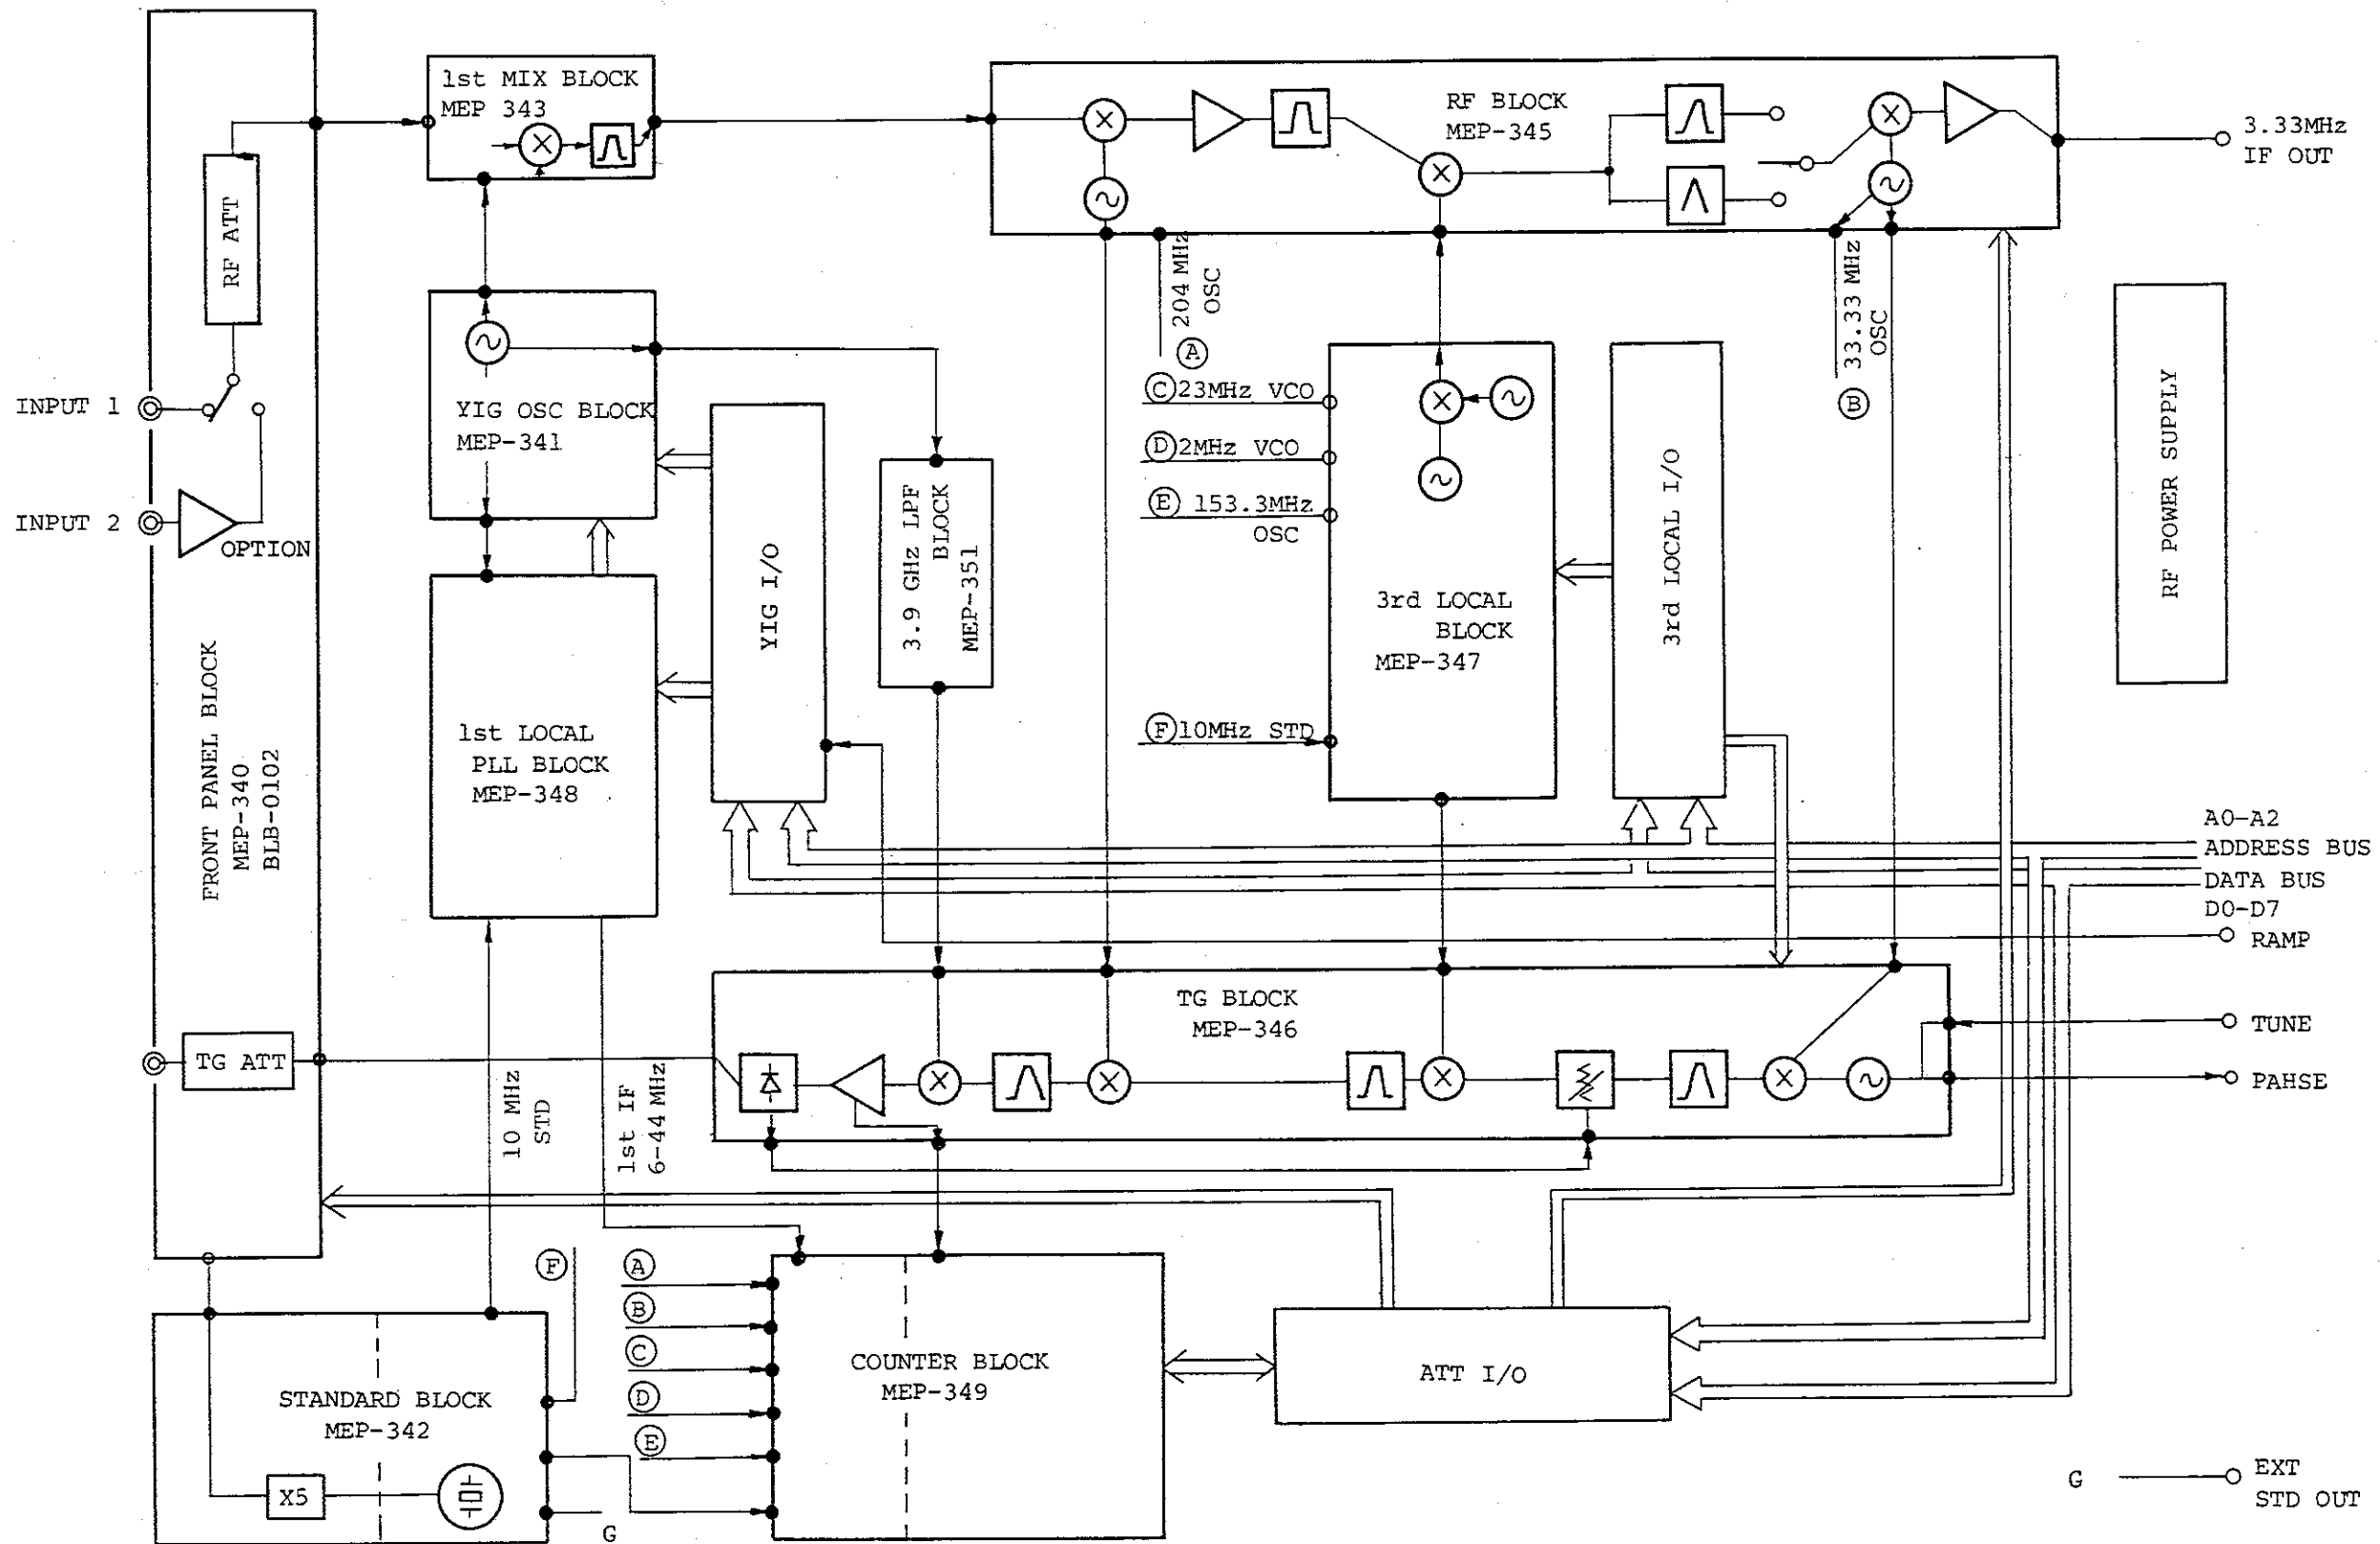 1st MIX BLOCK
MEP 343
RF BLOCK
MEP-345
3.33MHz
IF OUT
RF ATT
204 MHz
OSC
A
33.33 MHz
OSC
B
INPUT 1
INPUT 2
OPTION
YIG OSC BLOCK
MEP-341
YIG I/O
3.9 GHz LPF
BLOCK
MEP-351
C 23MHz VCO
D 2MHz VCO
E 153.3MHz
OSC
F 10MHz STD
3rd LOCAL
BLOCK
MEP-347
3rd LOCAL I/O
RF POWER SUPPLY
FRONT PANEL BLOCK
MEP-340
BLB-0102
1st LOCAL
PLL BLOCK
MEP-348
A0-A2
ADDRESS BUS
DATA BUS
D0-D7
RAMP
TG BLOCK
MEP-346
TUNE
PAHSE
TG ATT
10 MHz
STD
1st IF
6-44 MHz
F
A
B
C
D
E
COUNTER BLOCK
MEP-349
ATT I/O
STANDARD BLOCK
MEP-342
X5
G
G
EXT
STD OUT